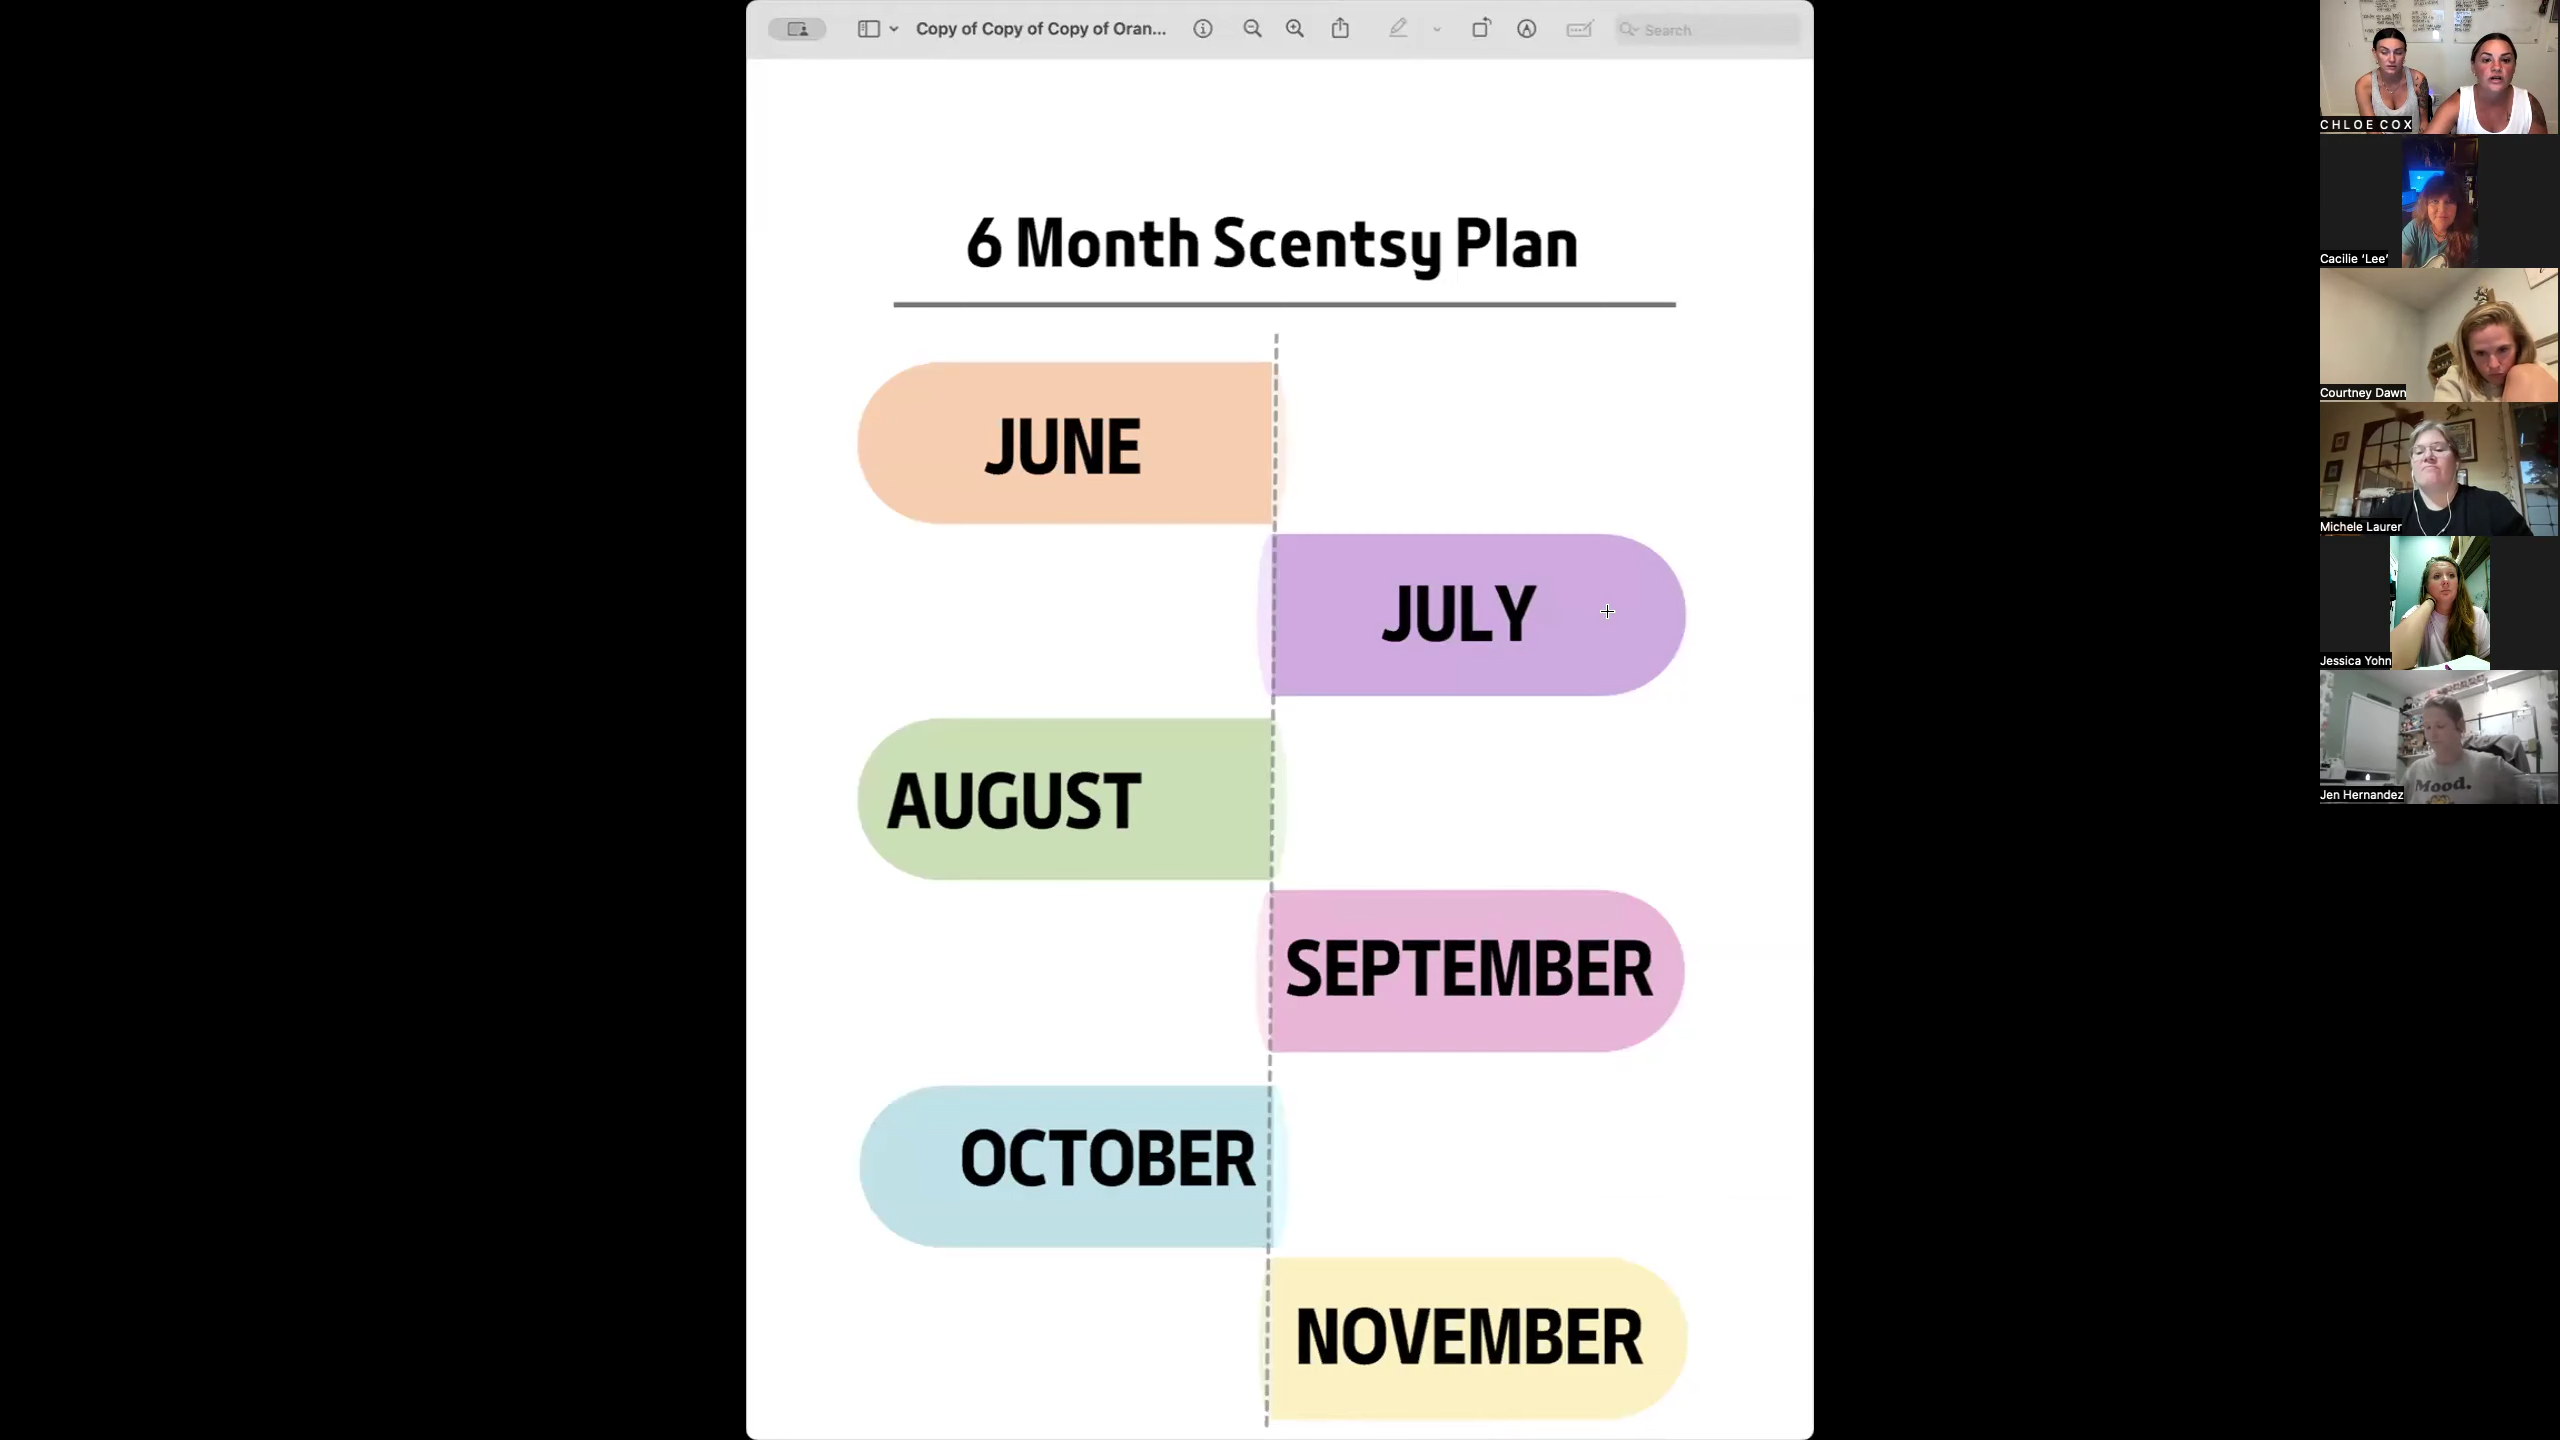 Copy of Copy of Copy of Oran...
Search
6 Month Scentsy Plan
JUNE
JULY
AUGUST
SEPTEMBER
OCTOBER
NOVEMBER
CHLOE COX
Cacilie ‘Lee’
Courtney Dawn
Michele Laurer
Jessica Yohn
Mood.
Jen Hernandez